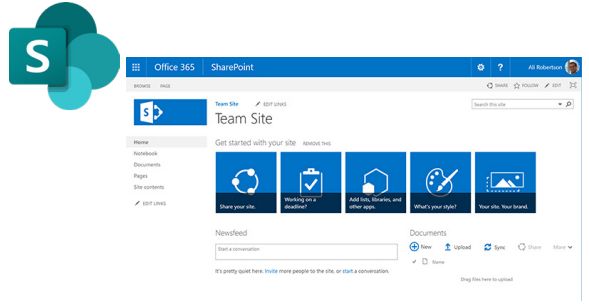 S
Office 365 SharePoint ? Ali Robertson
BROWSE PAGE SHARE FOLLOW EDIT
S
Team Site EDIT LINKS
Search this site
Team Site
Home
Notebook
Documents
Pages
Site contents
EDIT LINKS
Get started with your site REMOVE THIS
Share your site.
Working on a
deadline?
Add lists, libraries, and
other apps.
What's your style?
Your site. Your brand.
Newsfeed
Start a conversation
It's pretty quiet here. Invite more people to the site, or start a conversation.
Documents
New Upload Sync Share More
Name
Drag files here to upload